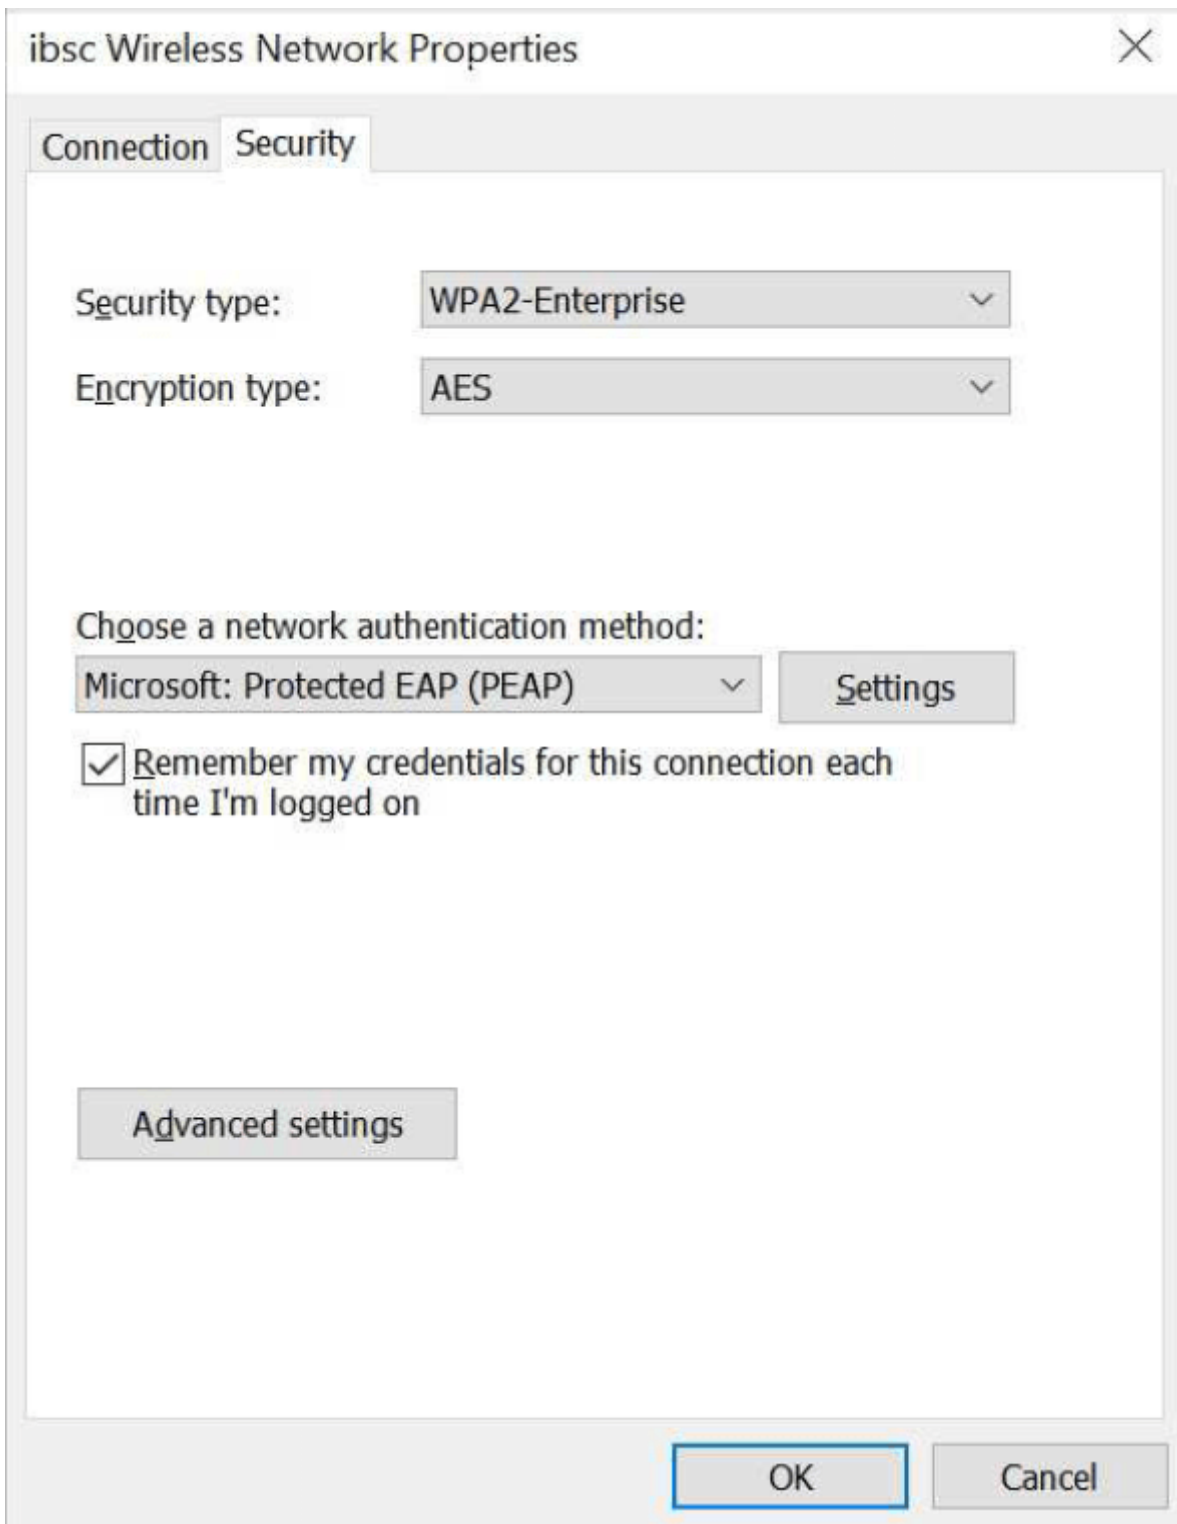 ibsc Wireless Network Properties
Connection Security
Security type: WPA2-Enterprise
Encryption type: AES
Choose a network authentication method:
Microsoft: Protected EAP (PEAP) Settings
Remember my credentials for this connection each
time I'm logged on
Advanced settings
OK Cancel